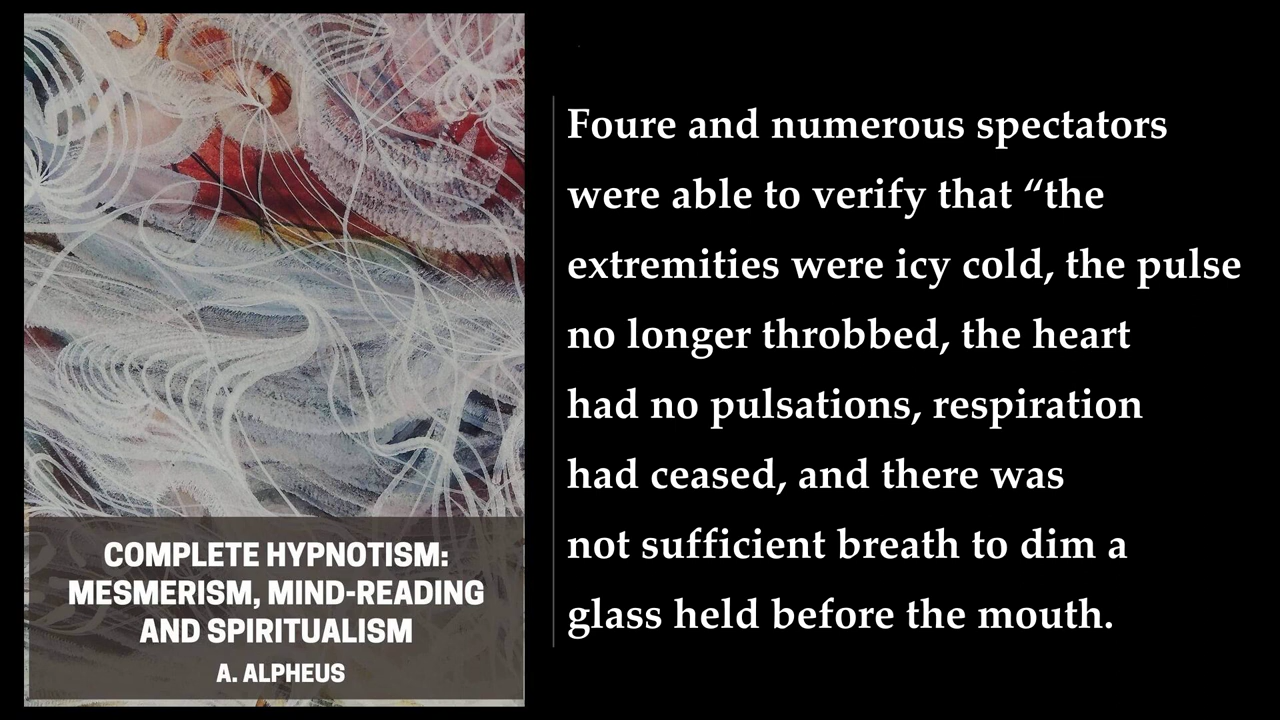 COMPLETE HYPNOTISM:
MESMERISM, MIND-READING
AND SPIRITUALISM
A. ALPHEUS
Foure and numerous spectators
were able to verify that “the
extremities were icy cold, the pulse
no longer throbbed, the heart
had no pulsations, respiration
had ceased, and there was
not sufficient breath to dim a
glass held before the mouth.